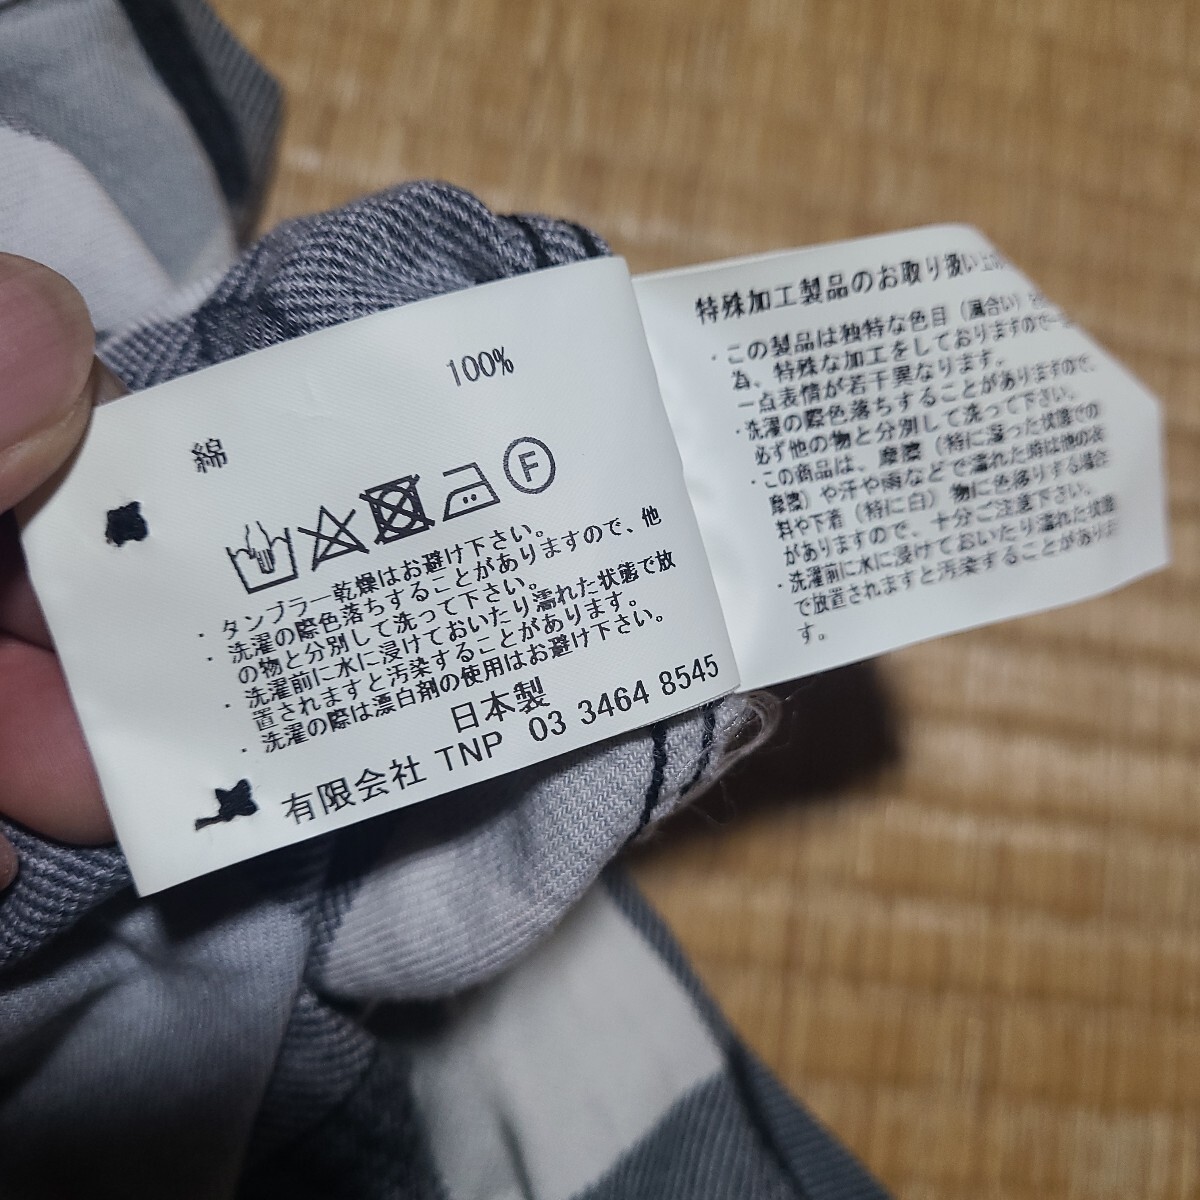 綿 100%
F
・タンブラー乾燥はお避け下さい。
・洗濯の際色落ちすることがありますので、他
の物と分別して洗って下さい。
・洗濯前に水に浸けておいたり濡れた状態で放
置されますと汚染することがあります。
・洗濯の際は漂白剤の使用はお避け下さい。
日本製
有限会社 TNP 03 3464 8545
特殊加工製品のお取り扱い上の
・この製品は独特な色目（風合い）
為、特殊な加工をしておりますので
一点表情が若干異なります。
・洗濯の際色落ちすることがありますので、
必ず他の物と分別して洗って下さい。
・この商品は、摩擦（特に湿った状態での
摩擦）や汗や雨などで濡れた時は他の衣
料や下着（特に白）物に色移りする場合
がありますので、十分ご注意下さい。
・洗濯前に水に浸けておいたり濡れた状態
で放置されますと汚染することがありま
す。